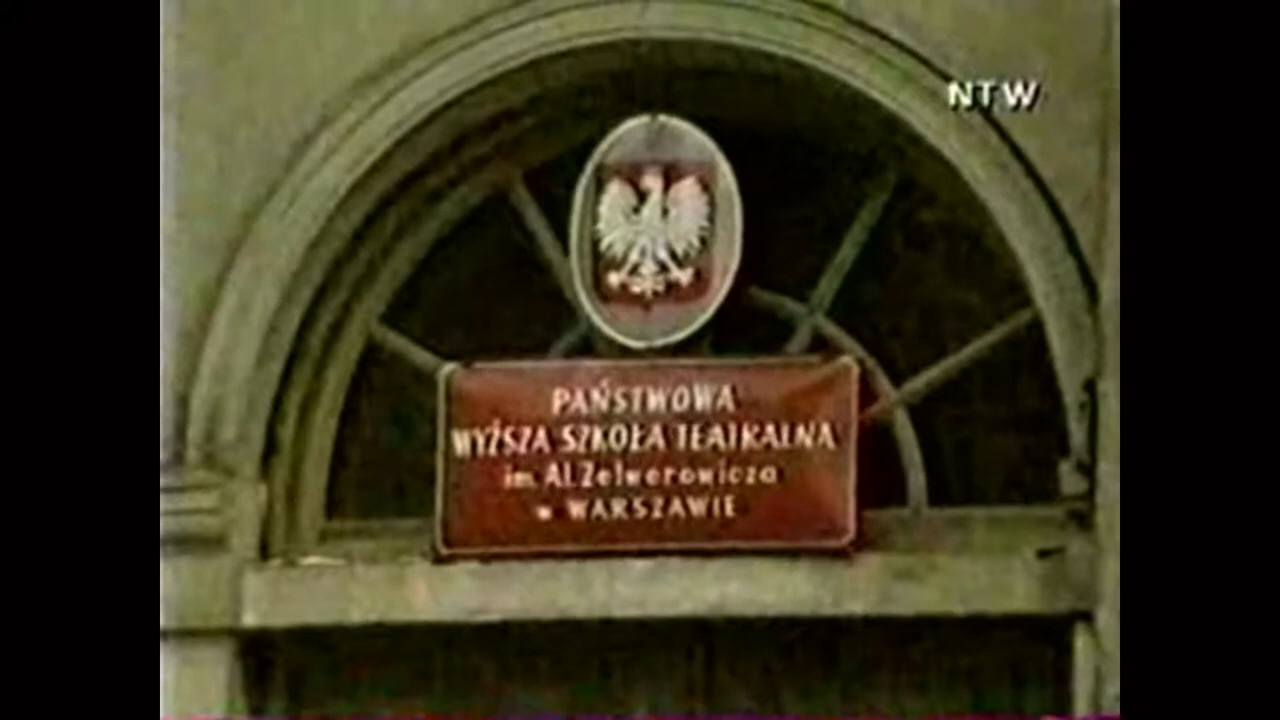 NTW
PAŃSTWOWA
WYŻSZA SZKOŁA TEATRALNA
im. Al. Zelwerowicza
w WARSZAWIE